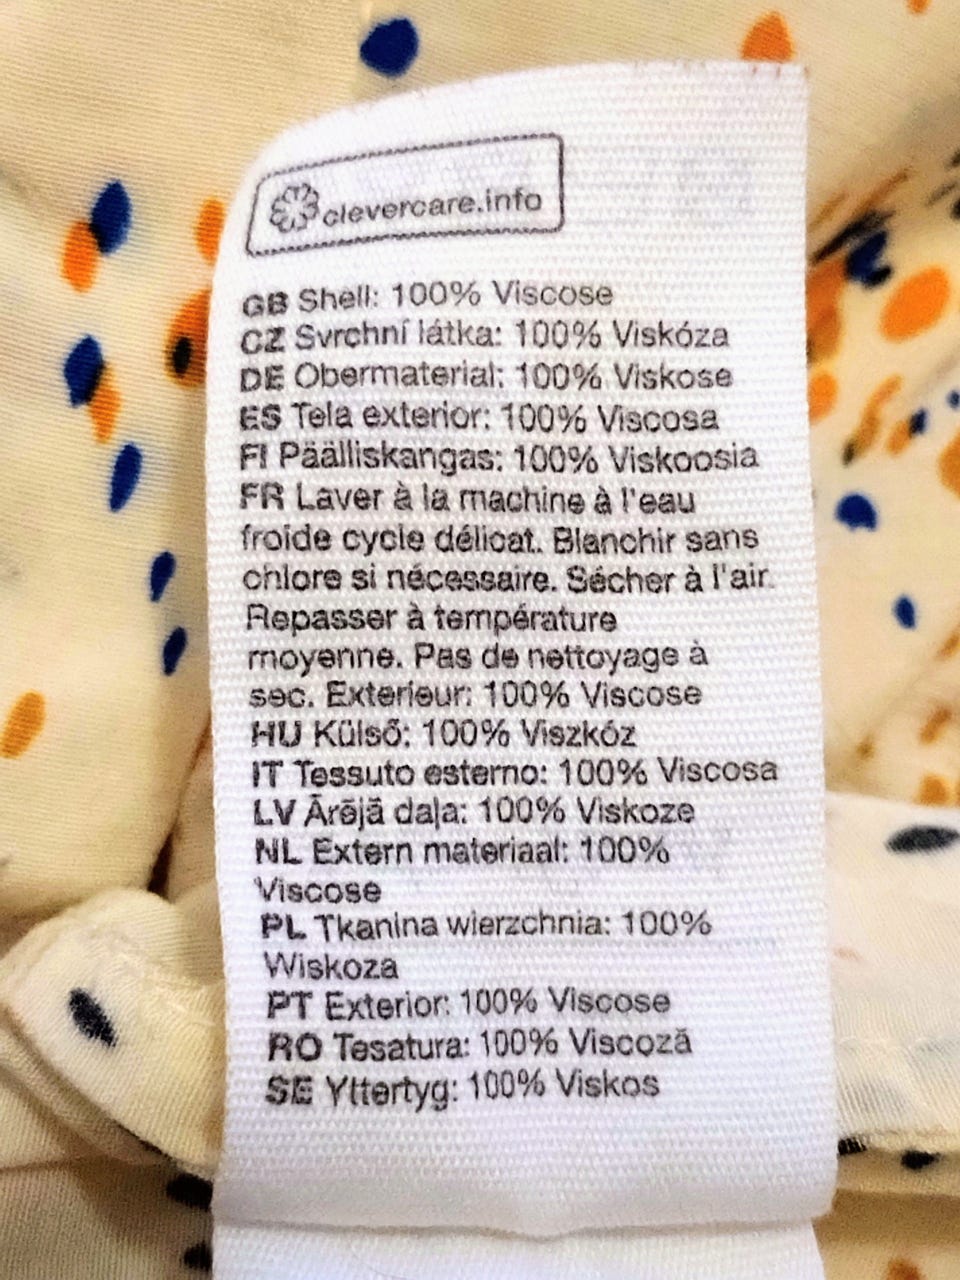 clevercare.info
GB Shell: 100% Viscose
CZ Svrchní látka: 100% Viskóza
DE Obermaterial: 100% Viskose
ES Tela exterior: 100% Viscosa
FI Päälliskangas: 100% Viskoosia
FR Laver à la machine à l'eau
froide cycle délicat. Blanchir sans
chlore si nécessaire. Sécher à l'air.
Repasser à température
moyenne. Pas de nettoyage à
sec. Exterieur: 100% Viscose
HU Külső: 100% Viszkóz
IT Tessuto esterno: 100% Viscosa
LV Ārējā daļa: 100% Viskoze
NL Extern materiaal: 100%
Viscose
PL Tkanina wierzchnia: 100%
Wiskoza
PT Exterior: 100% Viscose
RO Tesatura: 100% Viscoză
SE Yttertyg: 100% Viskos